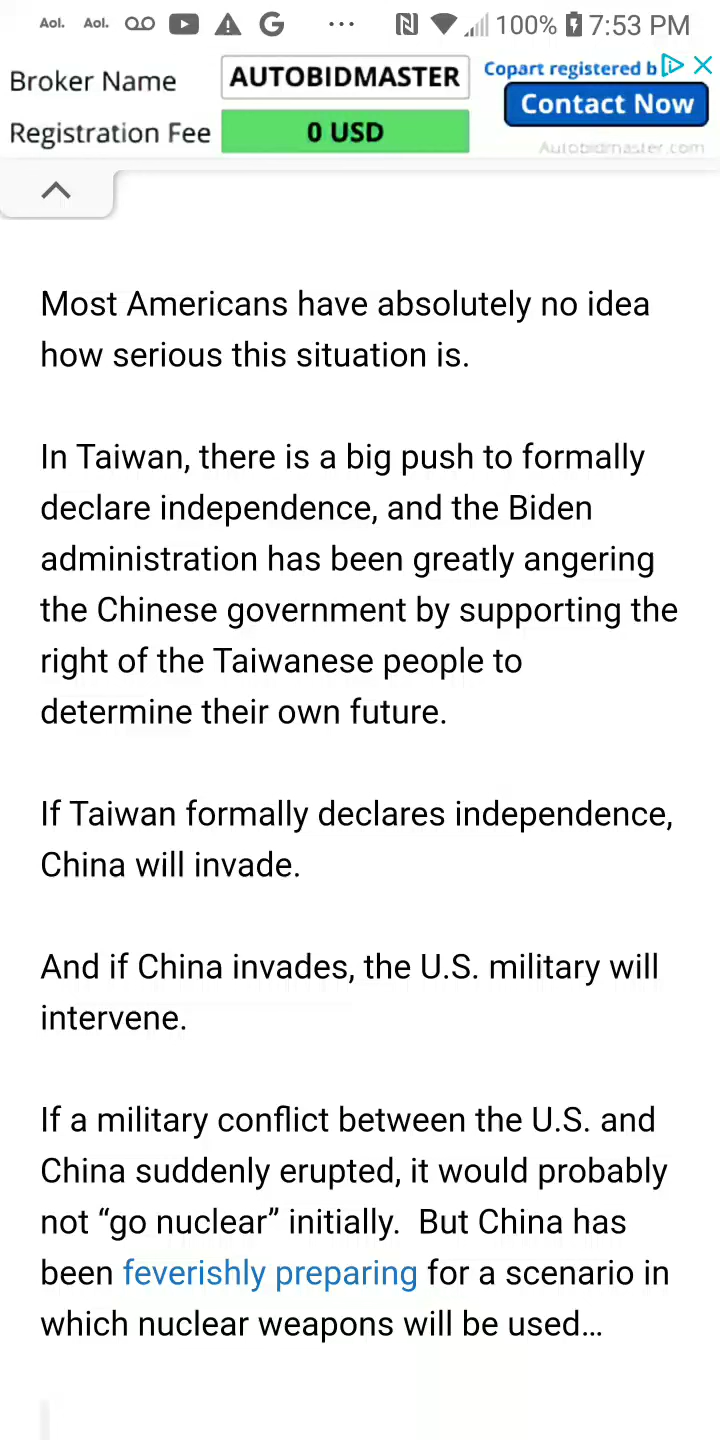 Aol. Aol. ... 100% 7:53 PM
Broker Name AUTOBIDMASTER Copart registered b
Contact Now
Registration Fee 0 USD
Autobidmaster.com
Most Americans have absolutely no idea
how serious this situation is.
In Taiwan, there is a big push to formally
declare independence, and the Biden
administration has been greatly angering
the Chinese government by supporting the
right of the Taiwanese people to
determine their own future.
If Taiwan formally declares independence,
China will invade.
And if China invades, the U.S. military will
intervene.
If a military conflict between the U.S. and
China suddenly erupted, it would probably
not “go nuclear” initially.  But China has
been feverishly preparing for a scenario in
which nuclear weapons will be used...